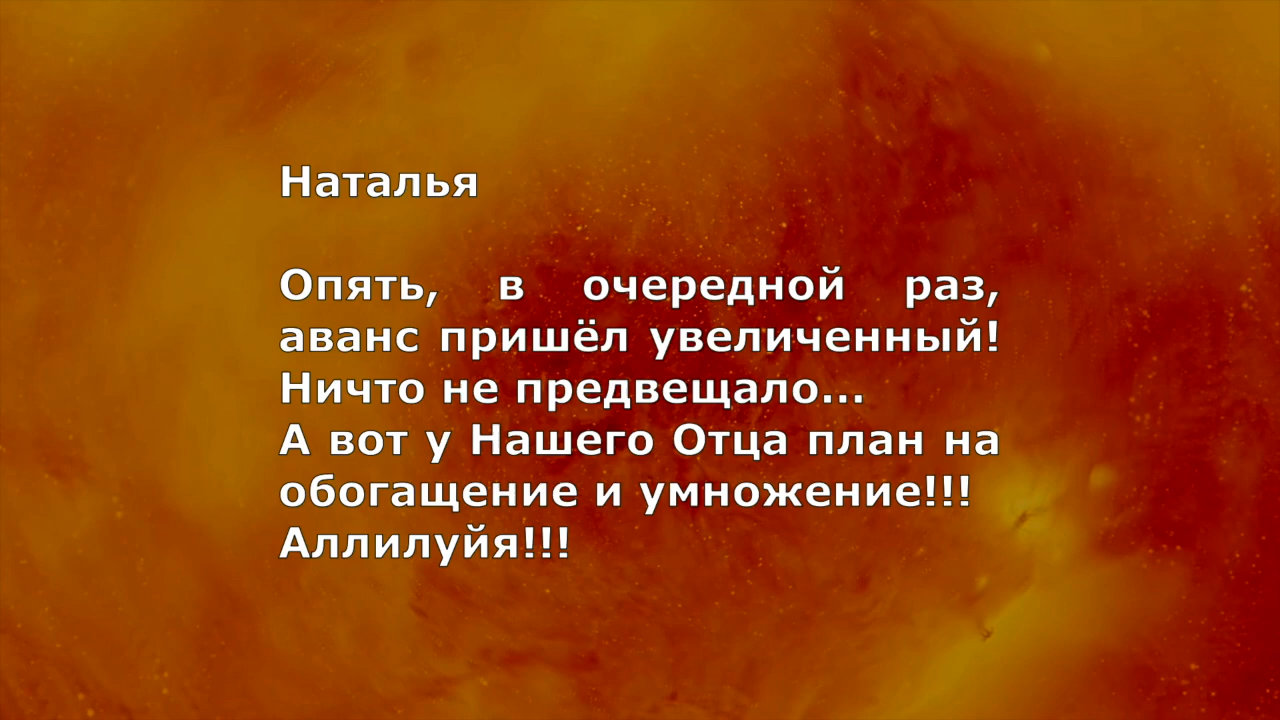 Наталья
Опять, в очередной раз,
аванс пришёл увеличенный!
Ничто не предвещало...
А вот у Нашего Отца план на
обогащение и умножение!!!
Аллилуйя!!!